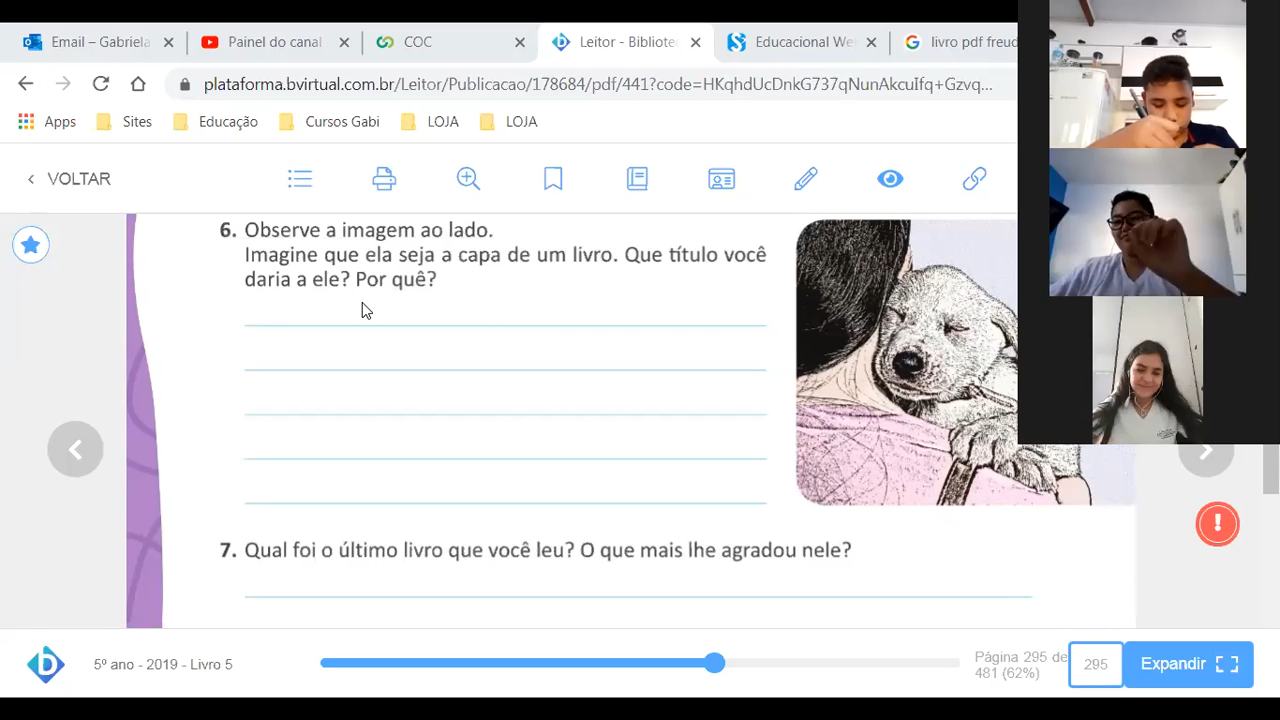 Email – Gabriela
Painel do canal
COC
Leitor - Bibliote
Educacional We
livro pdf freud
plataforma.bvirtual.com.br/Leitor/Publicacao/178684/pdf/441?code=HKqhdUcDnkG737qNunAkcuIfq+Gzvq...
Apps
Sites
Educação
Cursos Gabi
LOJA
LOJA
VOLTAR
6. Observe a imagem ao lado.
Imagine que ela seja a capa de um livro. Que título você
daria a ele? Por quê?
7. Qual foi o último livro que você leu? O que mais lhe agradou nele?
5º ano - 2019 - Livro 5
Página 295 de
481 (62%)
295
Expandir